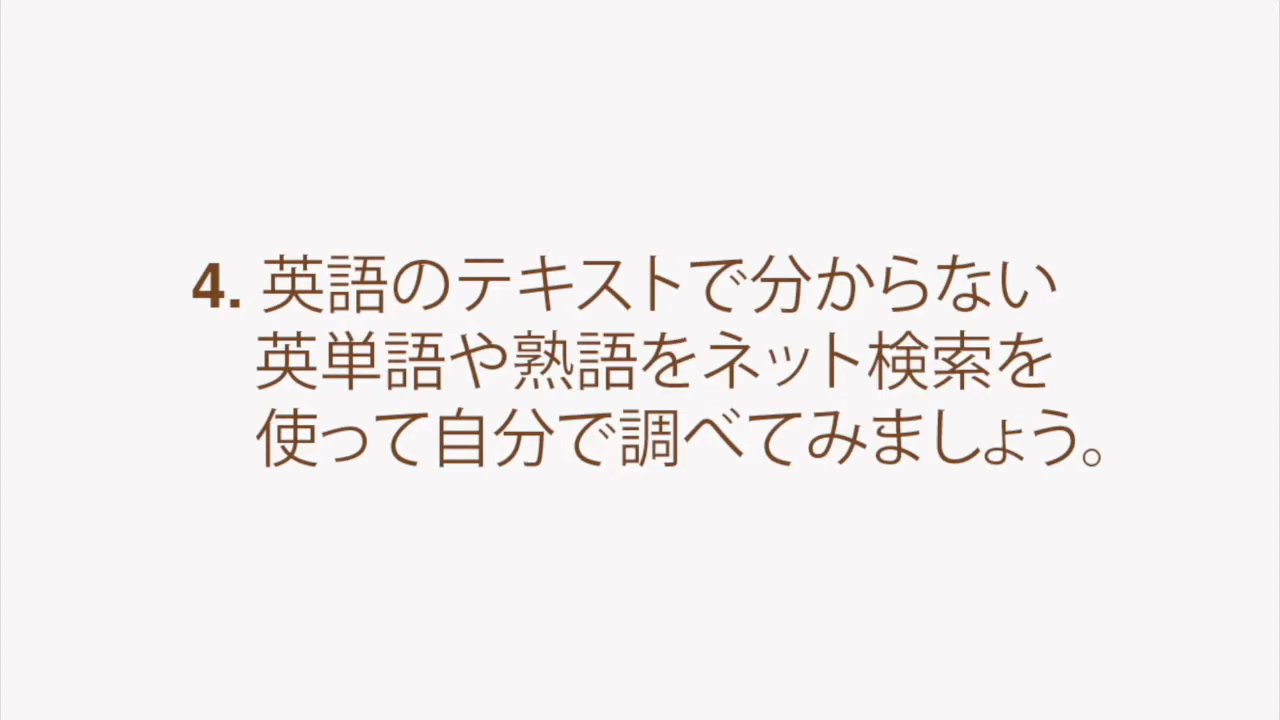 4. 英語のテキストで分からない
英単語や熟語をネット検索を
使って自分で調べてみましょう。